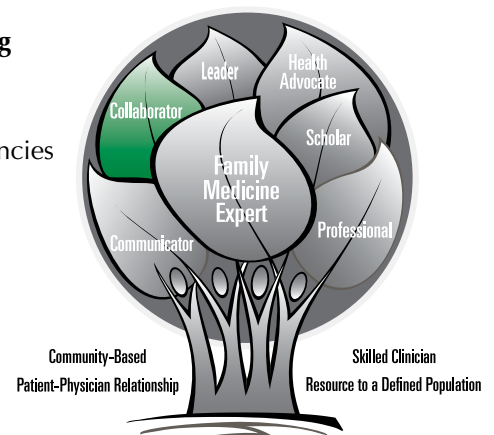 g
ncies
Leader
Health
Advocate
Collaborator
Scholar
Family
Medicine
Expert
Communicator
Professional
Community-Based
Patient-Physician Relationship
Skilled Clinician
Resource to a Defined Population